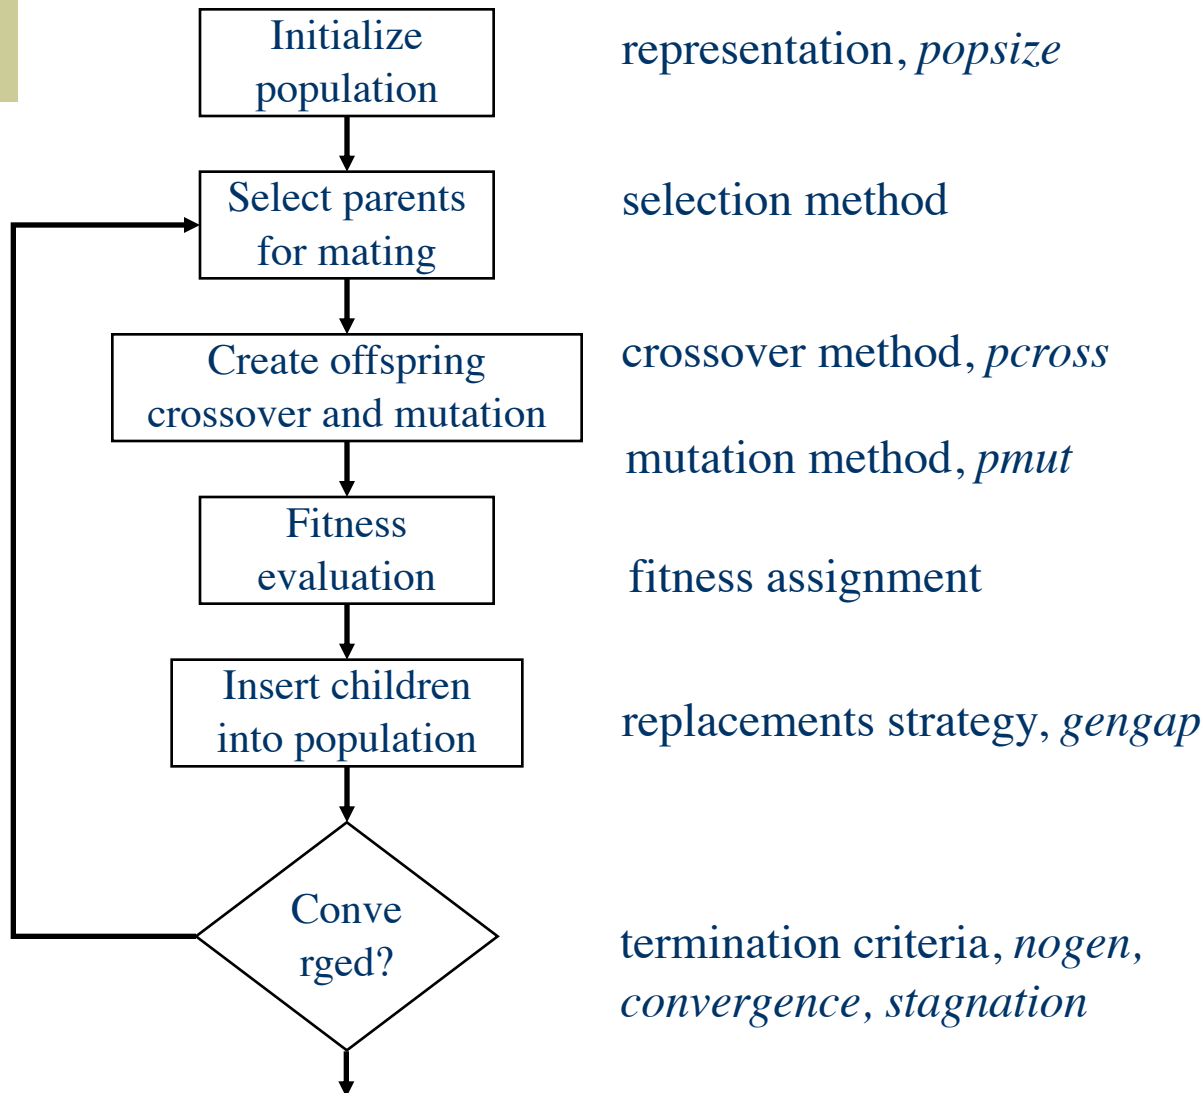 Initialize
population
representation, popsize
Select parents
for mating
selection method
Create offspring
crossover and mutation
crossover method, pcross
mutation method, pmut
Fitness
evaluation
fitness assignment
Insert children
into population
replacements strategy, gengap
Conve
rged?
termination criteria, nogen,
convergence, stagnation